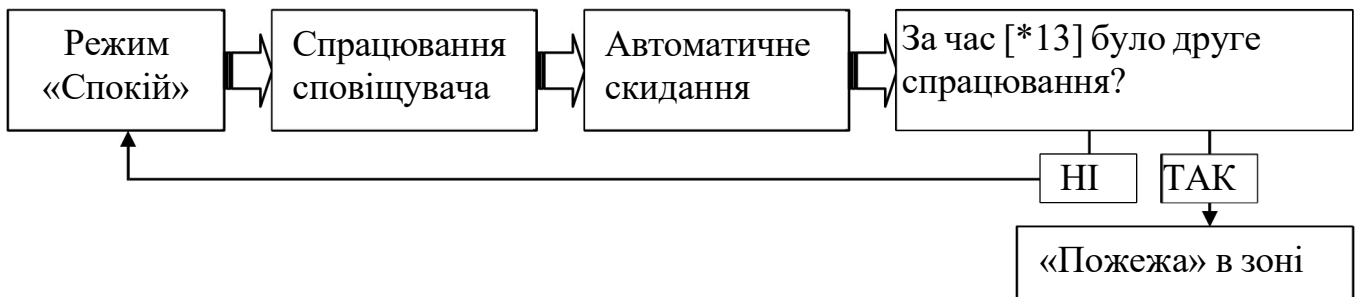 Режим
«Спокій»
Спрацювання
сповіщувача
Автоматичне
скидання
За час [*13] було друге
спрацювання?
НІ
ТАК
«Пожежа» в зоні